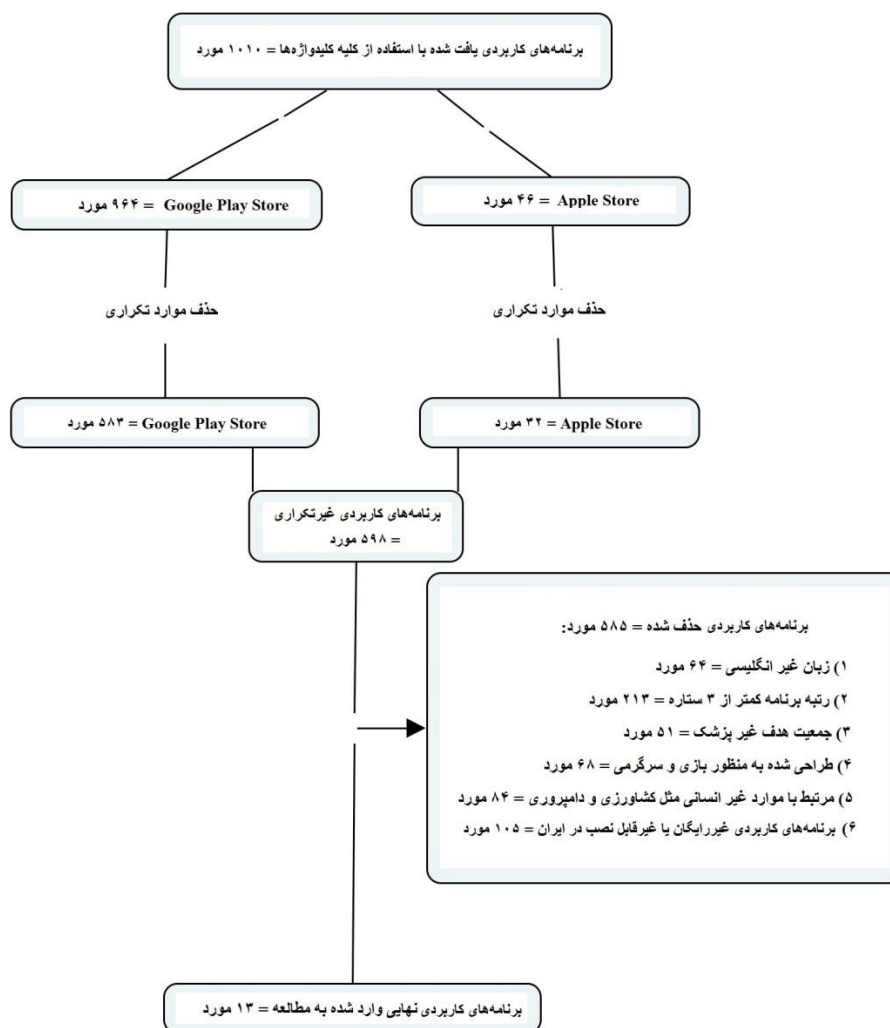 برنامه‌های کاربردی یافت شده با استفاده از کلیه کلیدواژه‌ها = ۱۰۱۰ مورد
Apple Store = ۴۶ مورد
Google Play Store = ۹۶۴ مورد
حذف موارد تکراری
حذف موارد تکراری
Apple Store = ۳۲ مورد
Google Play Store = ۵۸۳ مورد
برنامه‌های کاربردی غیرتکراری
= ۵۹۸ مورد
برنامه‌های کاربردی حذف شده = ۵۸۵ مورد:
۱) زبان غیر انگلیسی = ۶۴ مورد
۲) رتبه برنامه کمتر از ۳ ستاره = ۲۱۳ مورد
۳) جمعیت هدف غیر پزشک = ۵۱ مورد
۴) طراحی شده به منظور بازی و سرگرمی = ۶۸ مورد
۵) مرتبط با موارد غیر انسانی مثل کشاورزی و دامپروری = ۸۴ مورد
۶) برنامه‌های کاربردی غیررایگان یا غیرقابل نصب در ایران = ۱۰۵ مورد
برنامه‌های کاربردی نهایی وارد شده به مطالعه = ۱۳ مورد